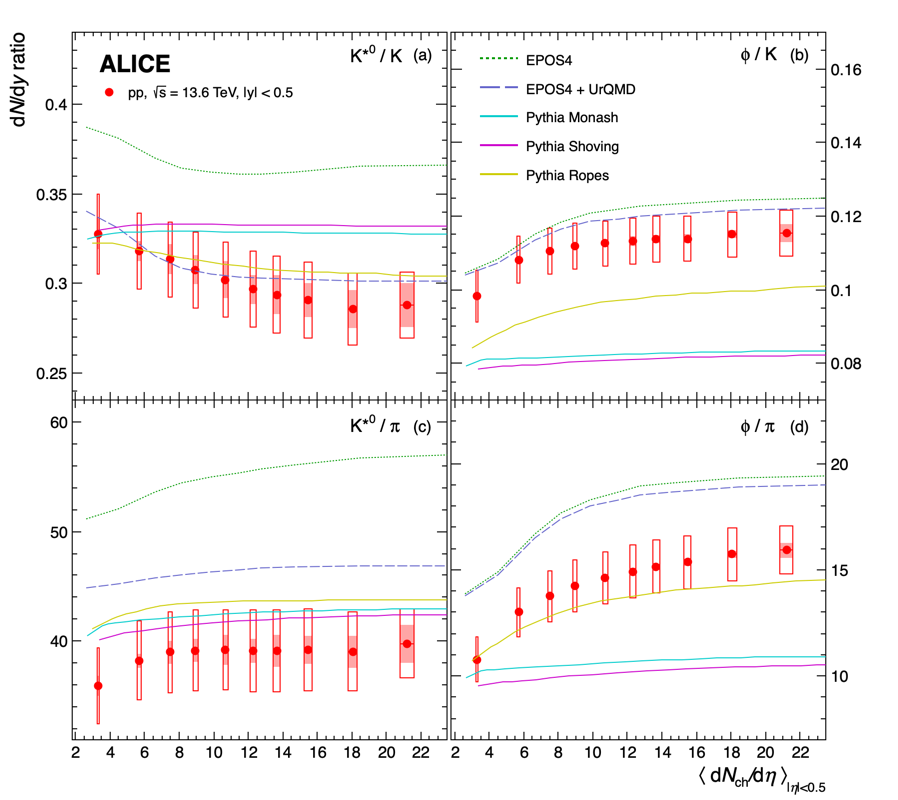 dN/dy ratio
ALICE
pp, √s = 13.6 TeV, |y| < 0.5
K*⁰ / K (a)
0.4
0.35
0.3
0.25
ϕ / K (b)
EPOS4
EPOS4 + UrQMD
Pythia Monash
Pythia Shoving
Pythia Ropes
0.16
0.14
0.12
0.1
0.08
K*⁰ / π (c)
60
50
40
2 4 6 8 10 12 14 16 18 20 22
ϕ / π (d)
20
15
10
2 4 6 8 10 12 14 16 18 20 22
⟨ dN_ch/dη ⟩_|η|<0.5